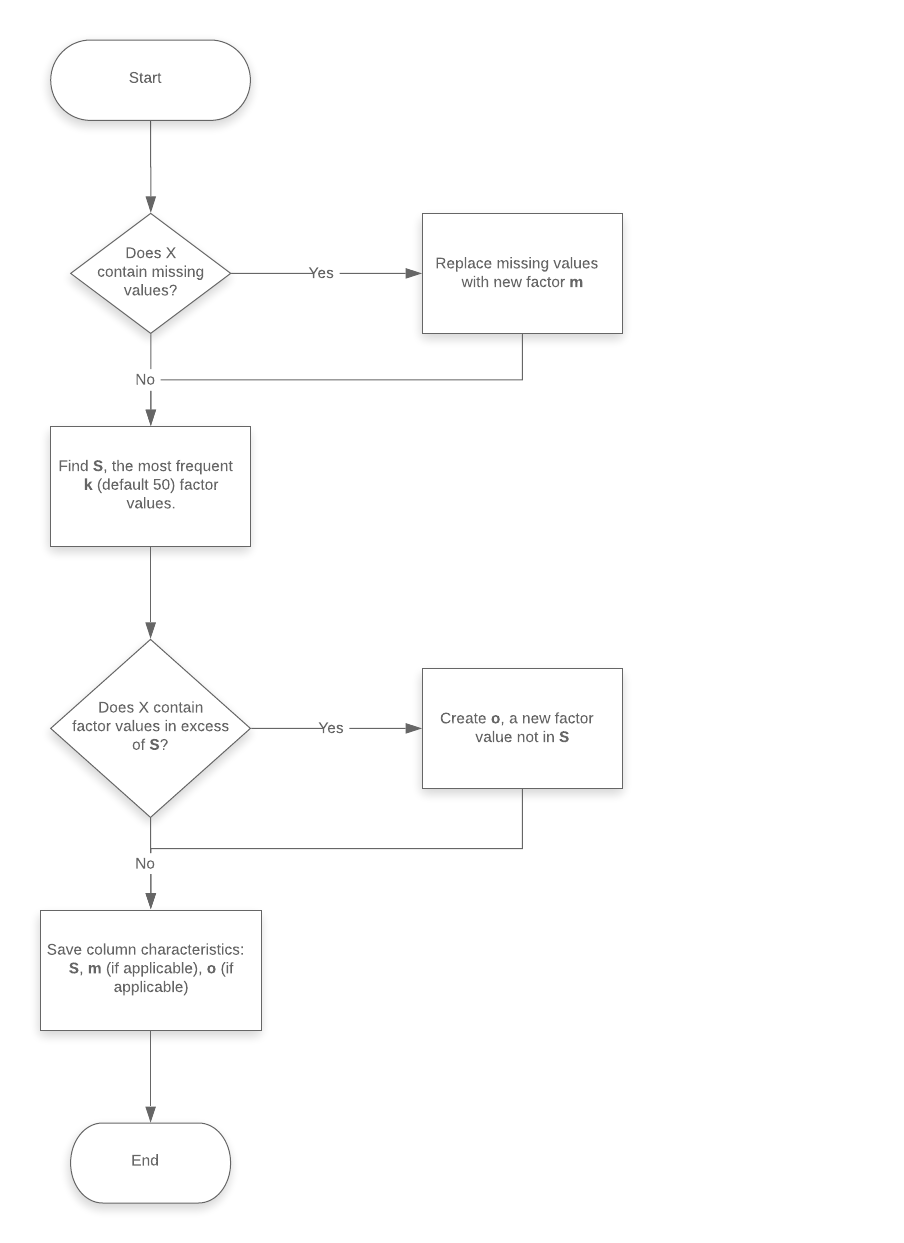 Start
Does X
contain missing
values?
Yes
Replace missing values
with new factor m
No
Find S, the most frequent
k (default 50) factor
values.
Does X contain
factor values in excess
of S?
Yes
Create o, a new factor
value not in S
No
Save column characteristics:
S, m (if applicable), o (if
applicable)
End